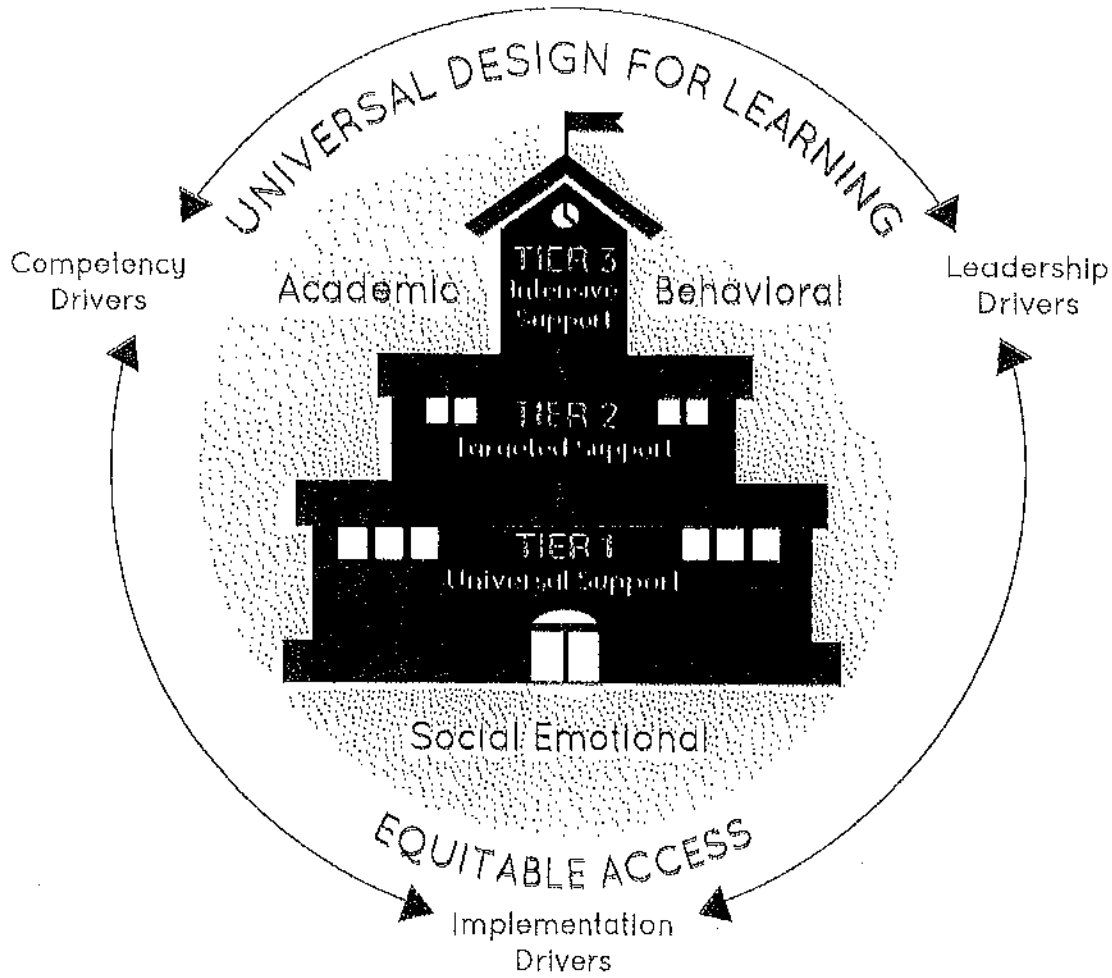 UNIVERSAL DESIGN FOR LEARNING
Competency
Drivers
Leadership
Drivers
Academic
Behavioral
TIER 3
Intensive
Support
TIER 2
Targeted Support
TIER 1
Universal Support
Social Emotional
EQUITABLE ACCESS
Implementation
Drivers